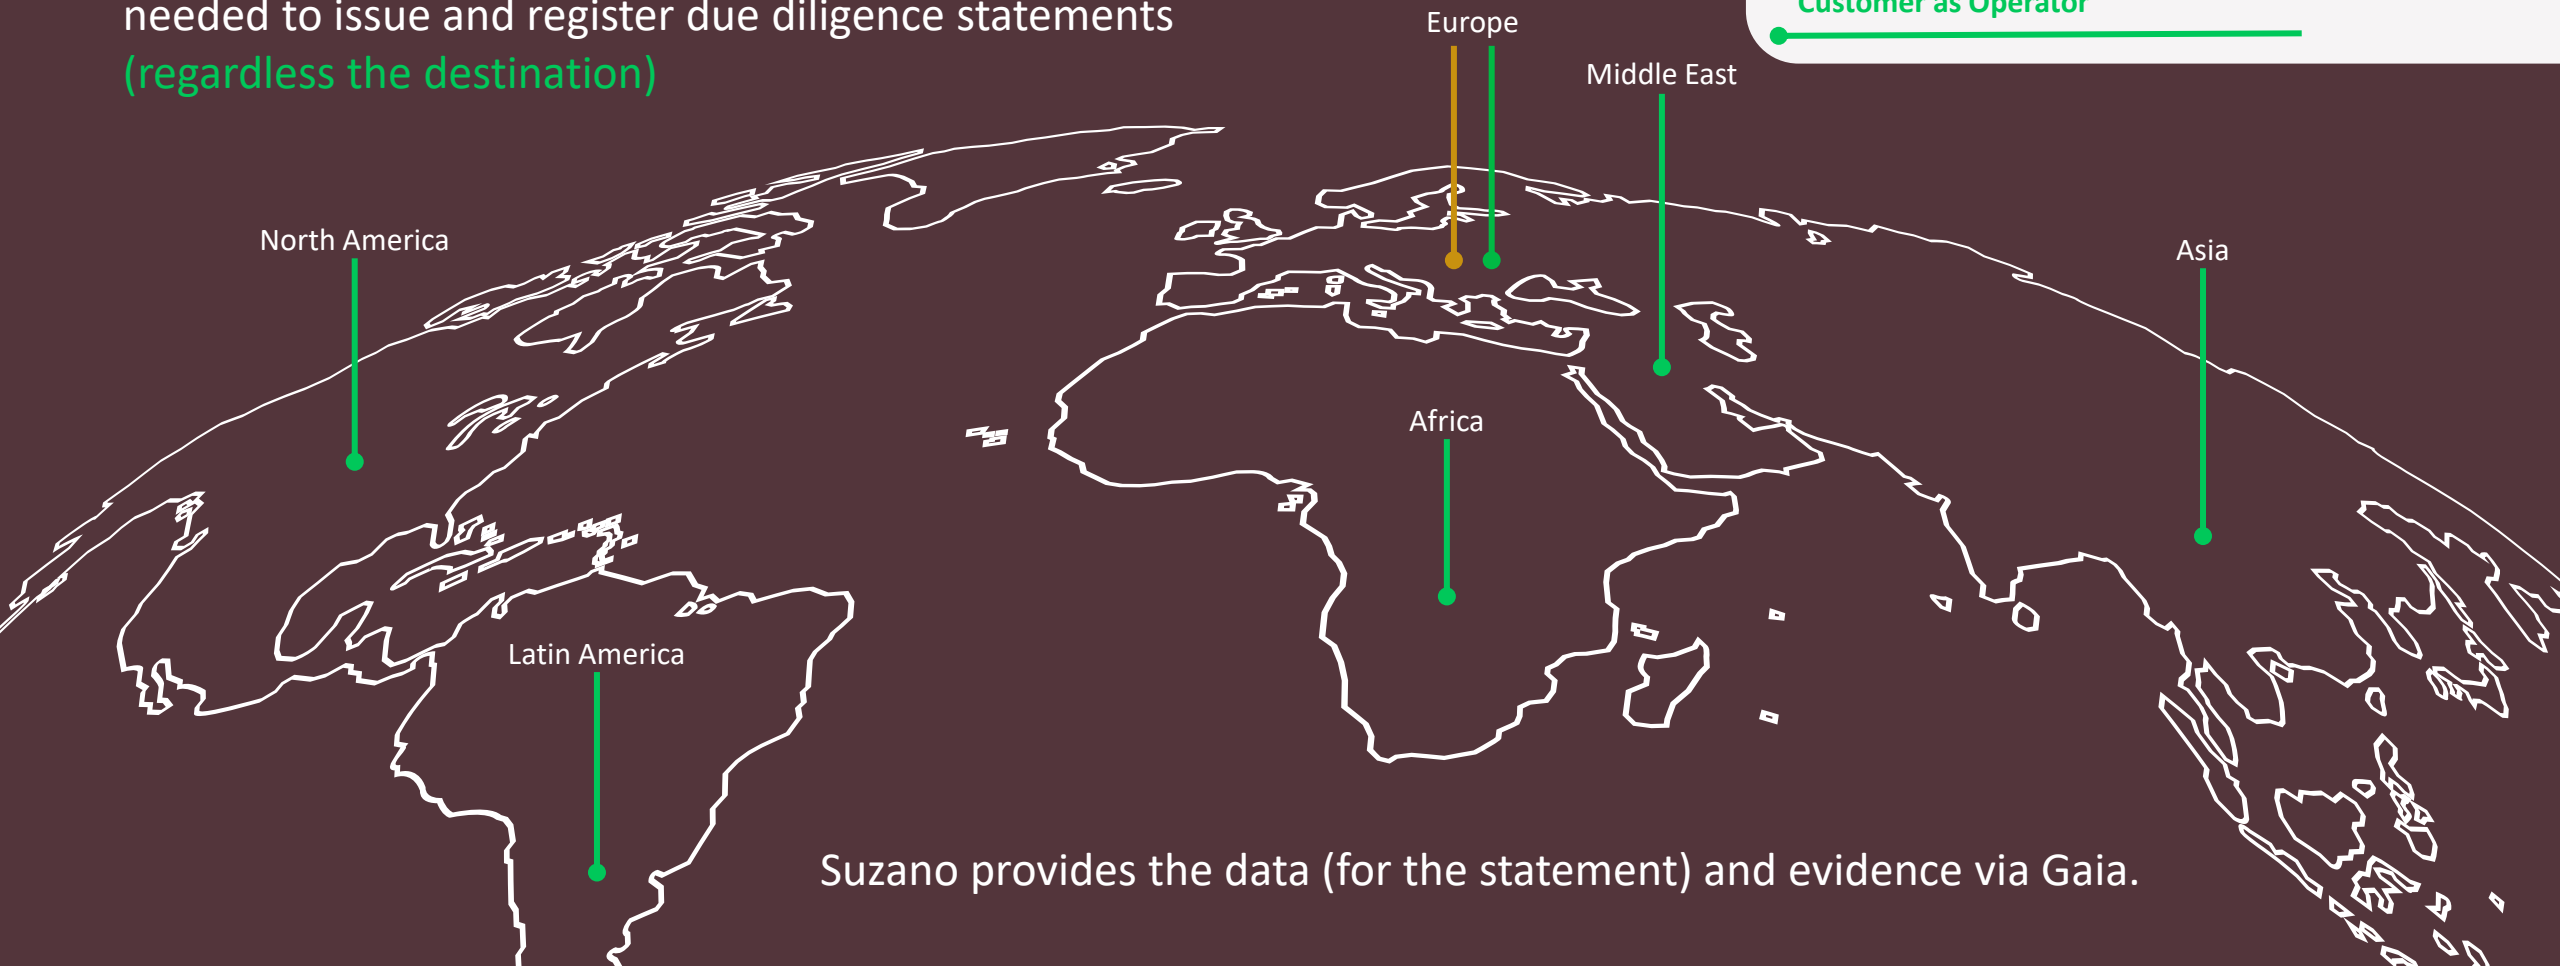 needed to issue and register due diligence statements
(regardless the destination)
Customer as Operator
Europe
Middle East
North America
Asia
Africa
Latin America
Suzano provides the data (for the statement) and evidence via Gaia.